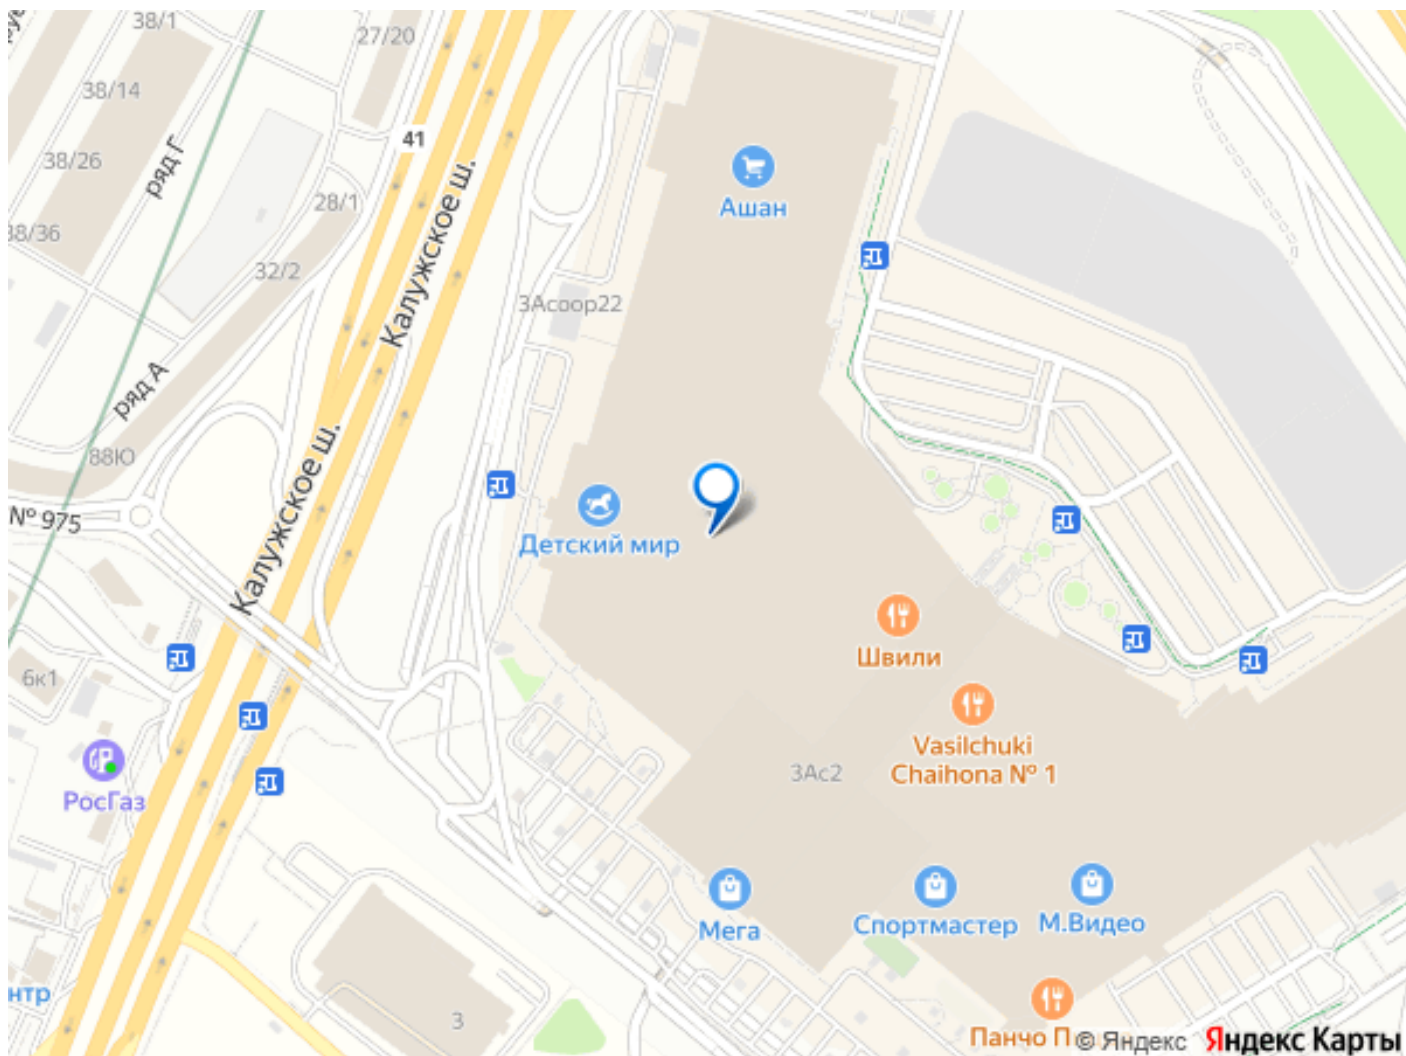 38/1
27/20
38/14
41
38/26
ряд Г
Калужское ш.
28/1
38/36
Ашан
32/2
3Асоор22
ряд А
Калужское ш.
88Ю
№ 975
Детский мир
Швили
6к1
Vasilchuki
Chaihona № 1
3Ас2
РосГаз
Мега
Спортмастер
М.Видео
нтр
3
Панчо П
© Яндекс
Яндекс Карты